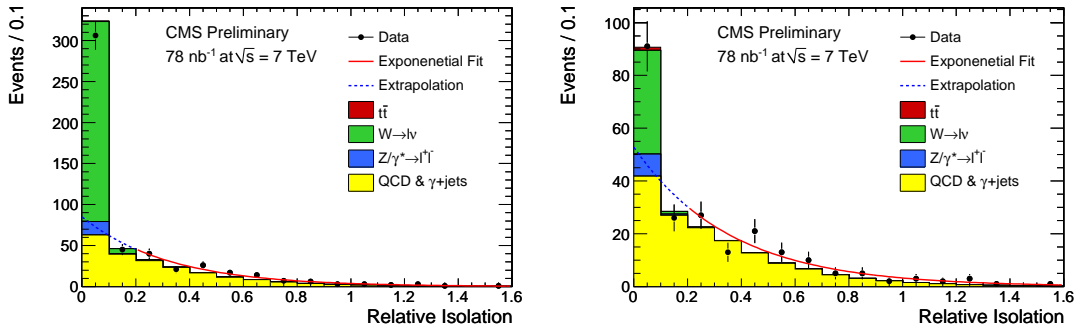 Events / 0.1
CMS Preliminary
78 nb⁻¹ at √s = 7 TeV
Data
Exponenetial Fit
Extrapolation
tt̄
W→lν
Z/γ*→l⁺l⁻
QCD & γ+jets
300
250
200
150
100
50
0
0 0.2 0.4 0.6 0.8 1 1.2 1.4 1.6
Relative Isolation
Events / 0.1
CMS Preliminary
78 nb⁻¹ at √s = 7 TeV
Data
Exponenetial Fit
Extrapolation
tt̄
W→lν
Z/γ*→l⁺l⁻
QCD & γ+jets
100
80
60
40
20
0
0 0.2 0.4 0.6 0.8 1 1.2 1.4 1.6
Relative Isolation